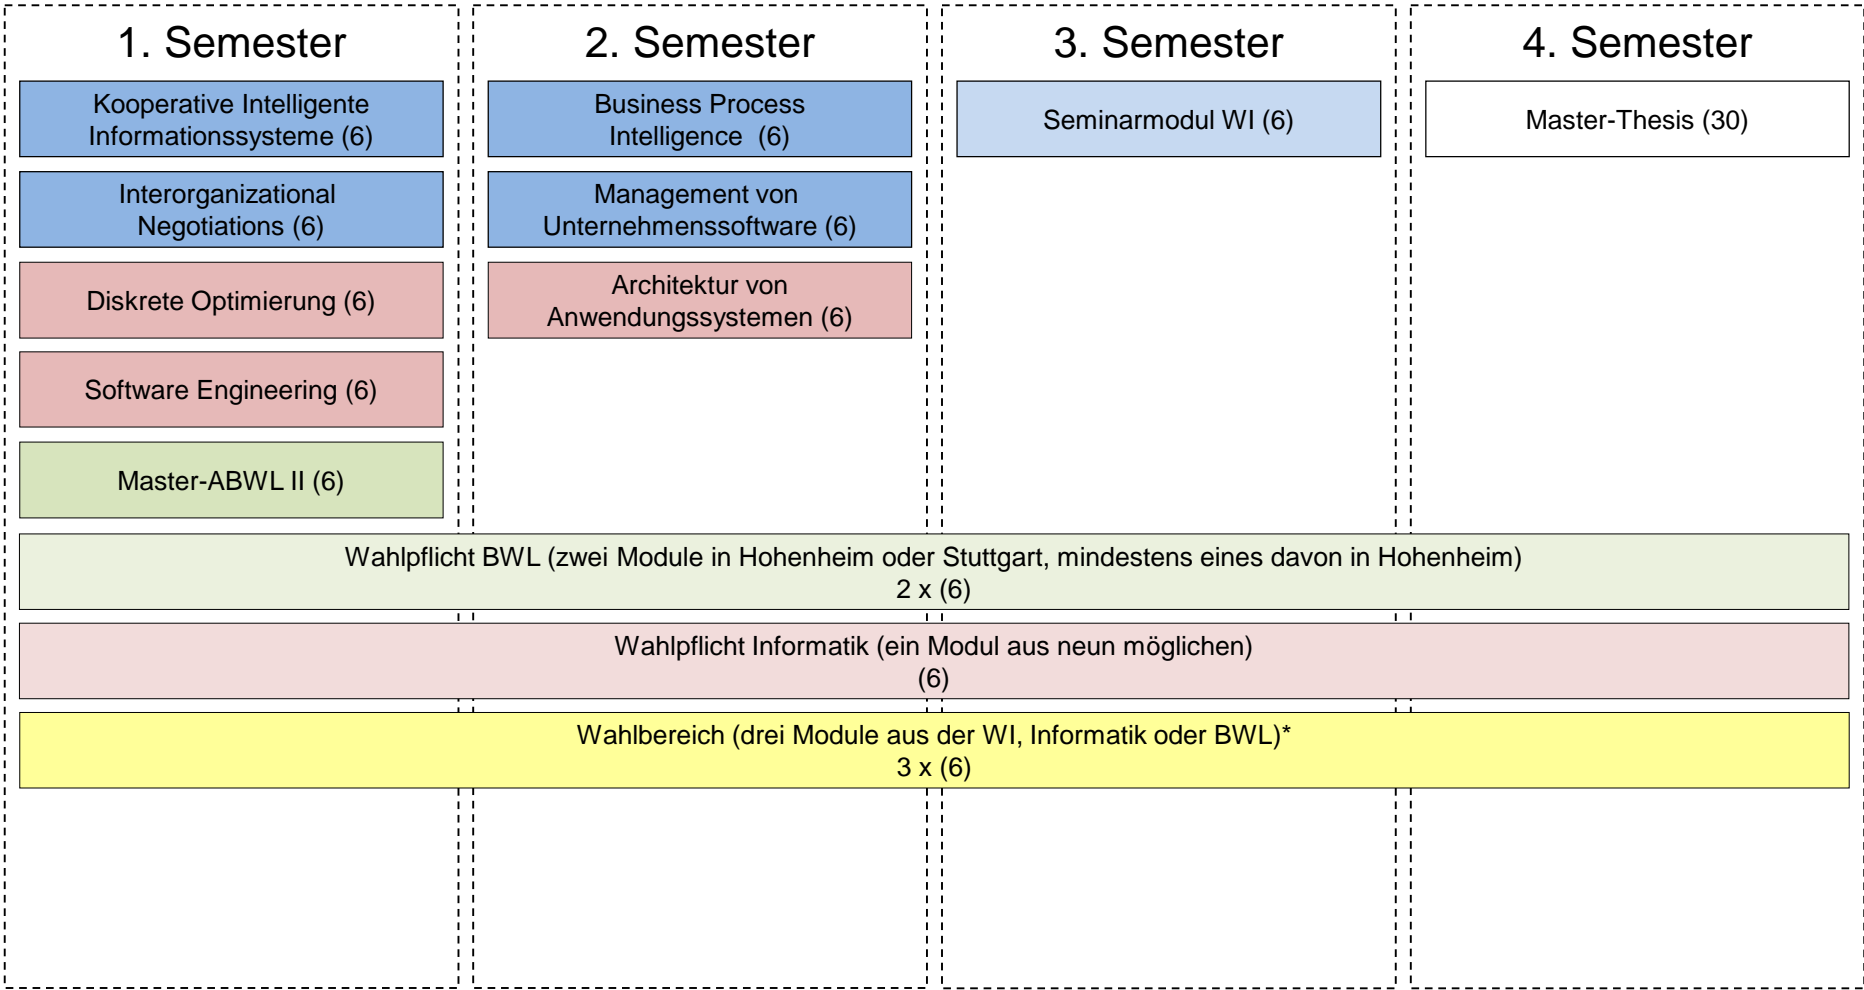 1. Semester
Kooperative Intelligente
Informationssysteme (6)
Interorganizational
Negotiations (6)
Diskrete Optimierung (6)
Software Engineering (6)
Master-ABWL II (6)
2. Semester
Business Process
Intelligence  (6)
Management von
Unternehmenssoftware (6)
Architektur von
Anwendungssystemen (6)
3. Semester
Seminarmodul WI (6)
4. Semester
Master-Thesis (30)
Wahlpflicht BWL (zwei Module in Hohenheim oder Stuttgart, mindestens eines davon in Hohenheim)
2 x (6)
Wahlpflicht Informatik (ein Modul aus neun möglichen)
(6)
Wahlbereich (drei Module aus der WI, Informatik oder BWL)*
3 x (6)